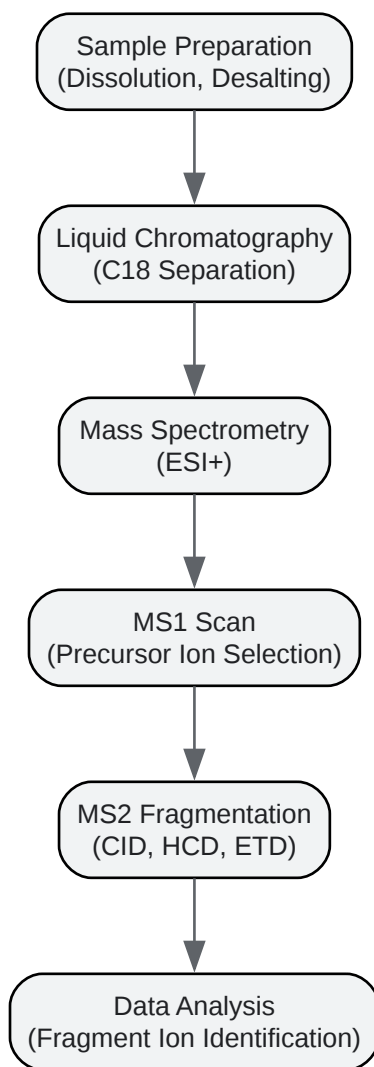 Sample Preparation
(Dissolution, Desalting)
Liquid Chromatography
(C18 Separation)
Mass Spectrometry
(ESI+)
MS1 Scan
(Precursor Ion Selection)
MS2 Fragmentation
(CID, HCD, ETD)
Data Analysis
(Fragment Ion Identification)